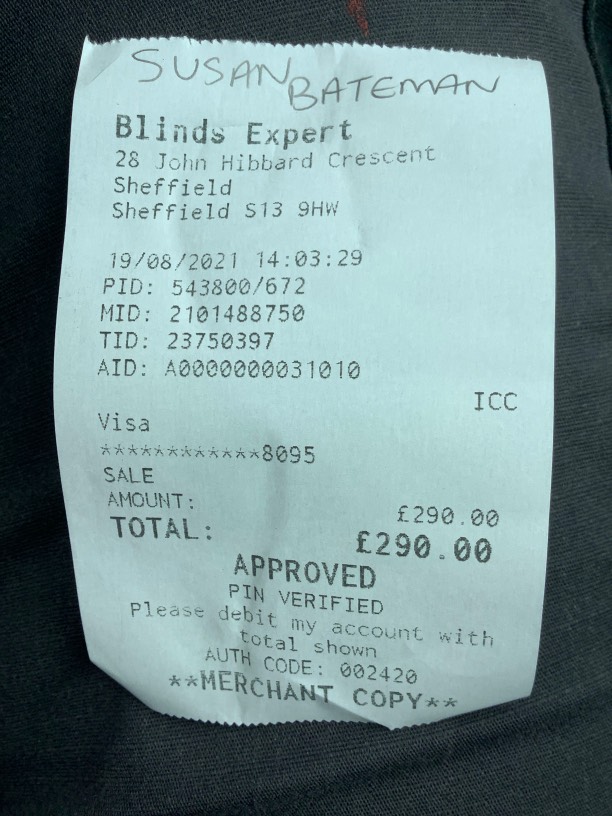 SUSAN BATEMAN
Blinds Expert
28 John Hibbard Crescent
Sheffield
Sheffield S13 9HW
19/08/2021 14:03:29
PID: 543800/672
MID: 2101488750
TID: 23750397
AID: A0000000031010
ICC
Visa
************8095
SALE
AMOUNT: £290.00
TOTAL: £290.00
APPROVED
PIN VERIFIED
Please debit my account with
total shown
AUTH CODE: 002420
**MERCHANT COPY**